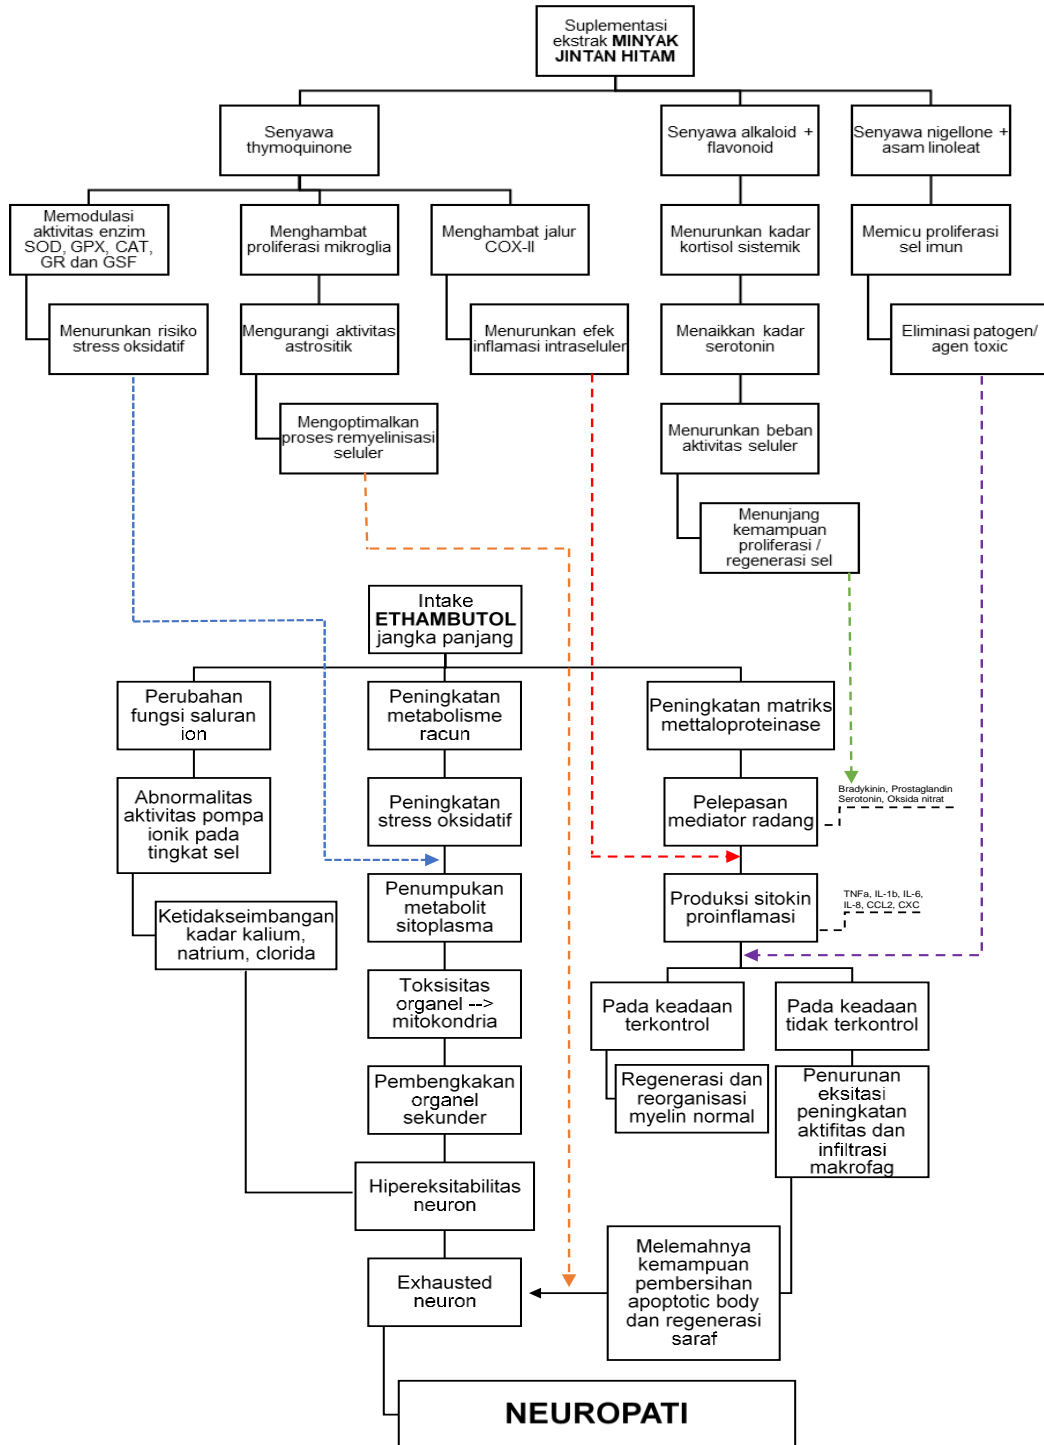 Suplementasi
ekstrak MINYAK
JINTAN HITAM
Senyawa
thymoquinone
Senyawa alkaloid +
flavonoid
Senyawa nigellone +
asam linoleat
Memodulasi
aktivitas enzim
SOD, GPX, CAT,
GR dan GSF
Menghambat
proliferasi mikroglia
Menghambat jalur
COX-II
Menurunkan kadar
kortisol sistemik
Memicu proliferasi
sel imun
Menurunkan risiko
stress oksidatif
Mengurangi aktivitas
astrositik
Menurunkan efek
inflamasi intraseluler
Menaikkan kadar
serotonin
Eliminasi patogen/
agen toxic
Mengoptimalkan
proses remyelinisasi
seluler
Menurunkan beban
aktivitas seluler
Menunjang
kemampuan
proliferasi /
regenerasi sel
Intake
ETHAMBUTOL
jangka panjang
Perubahan
fungsi saluran
ion
Peningkatan
metabolisme
racun
Peningkatan matriks
mettaloproteinase
Abnormalitas
aktivitas pompa
ionik pada
tingkat sel
Peningkatan
stress oksidatif
Pelepasan
mediator radang
Bradykinin, Prostaglandin
Serotonin, Oksida nitrat
Ketidakseimbangan
kadar kalium,
natrium, clorida
Penumpukan
metabolit
sitoplasma
Produksi sitokin
proinflamasi
TNFa, IL-1b, IL-6,
IL-8, CCL2, CXC
Toksisitas
organel -->
mitokondria
Pada keadaan
terkontrol
Pada keadaan
tidak terkontrol
Pembengkakan
organel
sekunder
Regenerasi dan
reorganisasi
myelin normal
Penurunan
eksitasi
peningkatan
aktifitas dan
infiltrasi
makrofag
Hipereksitabilitas
neuron
Exhausted
neuron
Melemahnya
kemampuan
pembersihan
apoptotic body
dan regenerasi
saraf
NEUROPATI